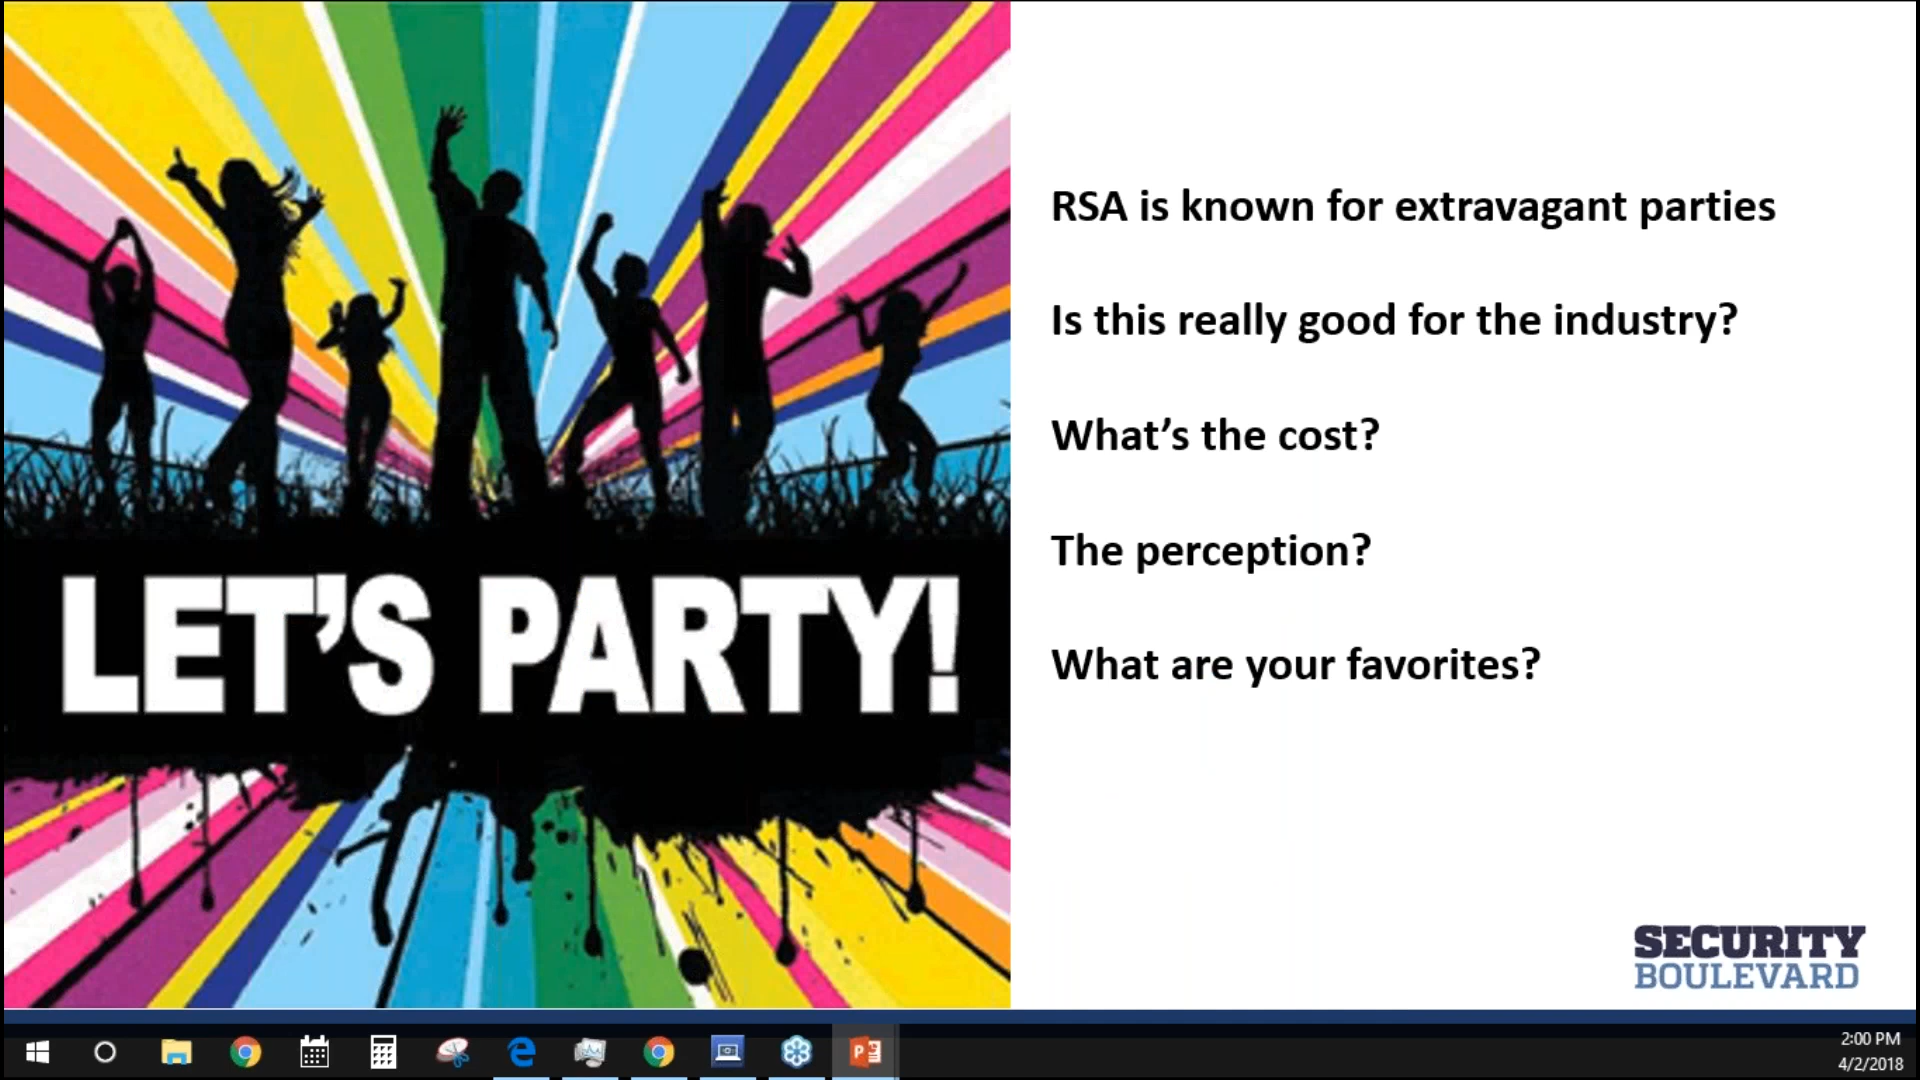 LET'S PARTY!
RSA is known for extravagant parties
Is this really good for the industry?
What’s the cost?
The perception?
What are your favorites?
SECURITY
BOULEVARD
2:00 PM
4/2/2018